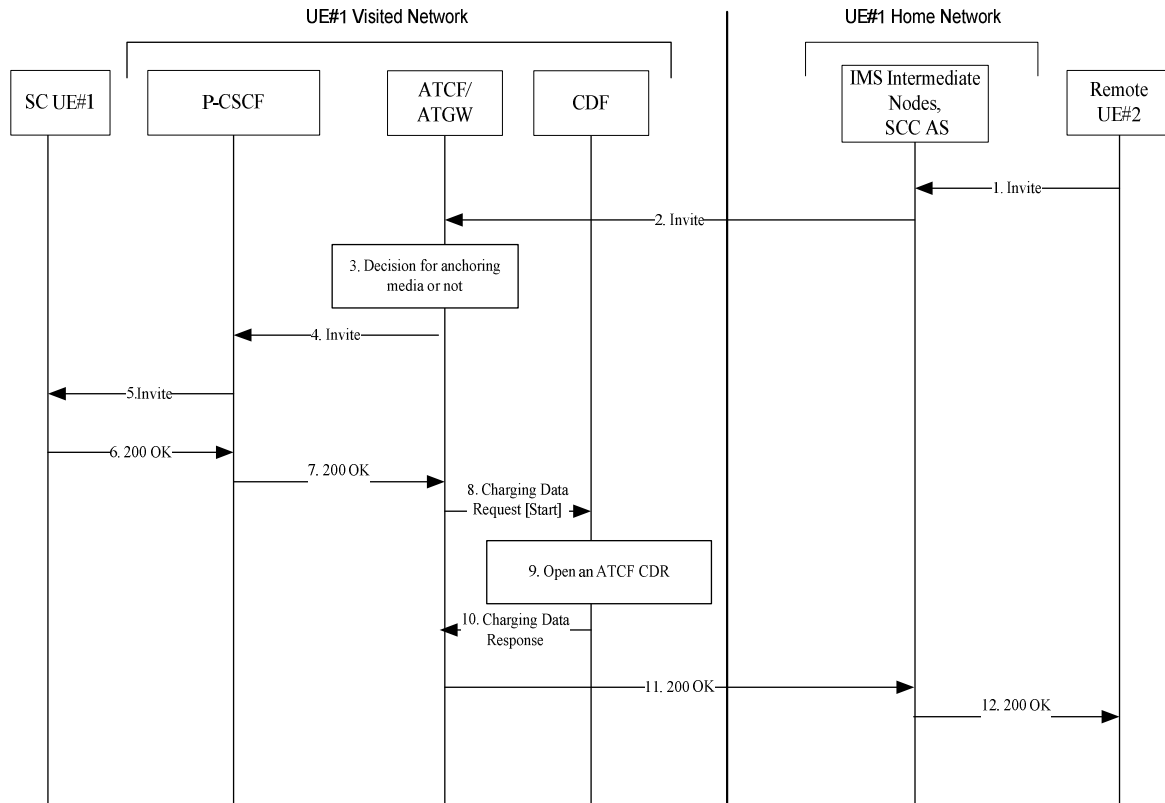 UE#1 Visited Network
UE#1 Home Network
SC UE#1
P-CSCF
ATCF/
ATGW
CDF
IMS Intermediate
Nodes,
SCC AS
Remote
UE#2
1. Invite
2. Invite
3. Decision for anchoring
media or not
4. Invite
5.Invite
6. 200 OK
7. 200 OK
8. Charging Data
Request [Start]
9. Open an ATCF CDR
10. Charging Data
Response
11. 200 OK
12. 200 OK